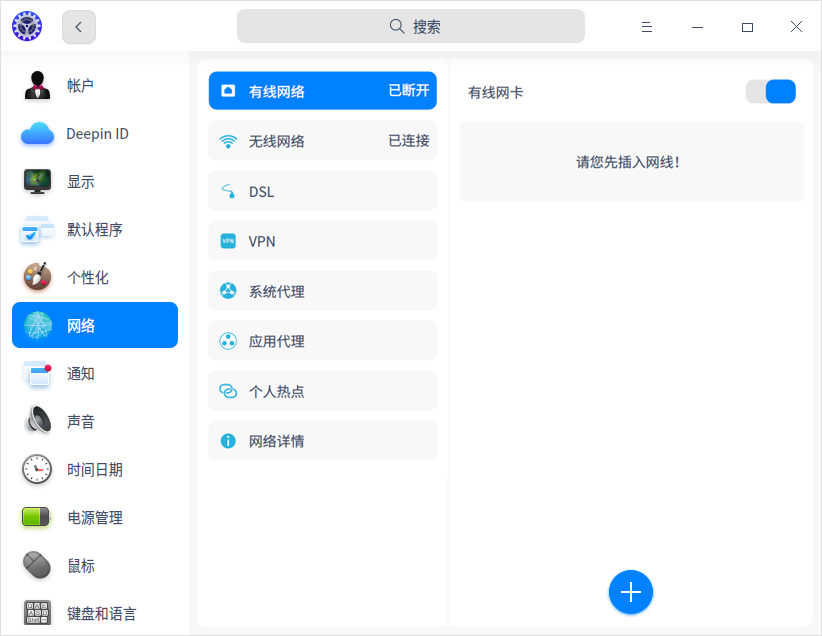 搜索
帐户
Deepin ID
显示
默认程序
个性化
网络
通知
声音
时间日期
电源管理
鼠标
键盘和语言
有线网络 已断开
无线网络 已连接
DSL
VPN VPN
系统代理
应用代理
个人热点
网络详情
有线网卡
请您先插入网线！